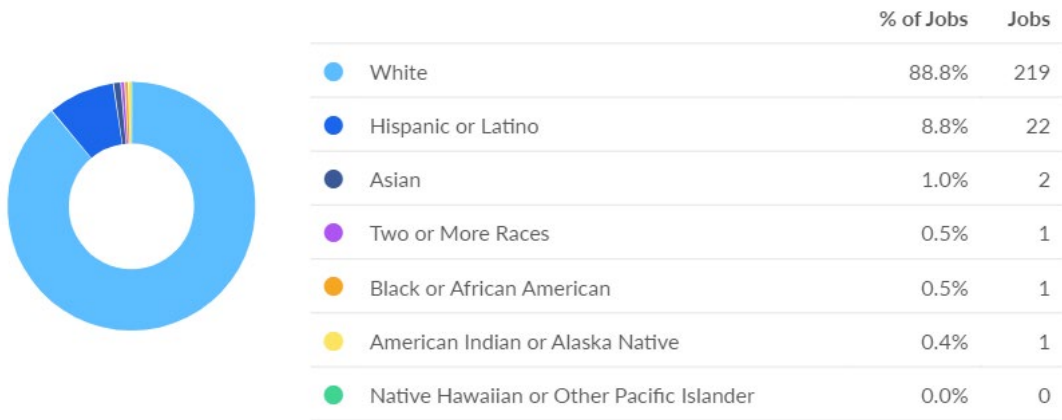 % of Jobs Jobs
White 88.8% 219
Hispanic or Latino 8.8% 22
Asian 1.0% 2
Two or More Races 0.5% 1
Black or African American 0.5% 1
American Indian or Alaska Native 0.4% 1
Native Hawaiian or Other Pacific Islander 0.0% 0